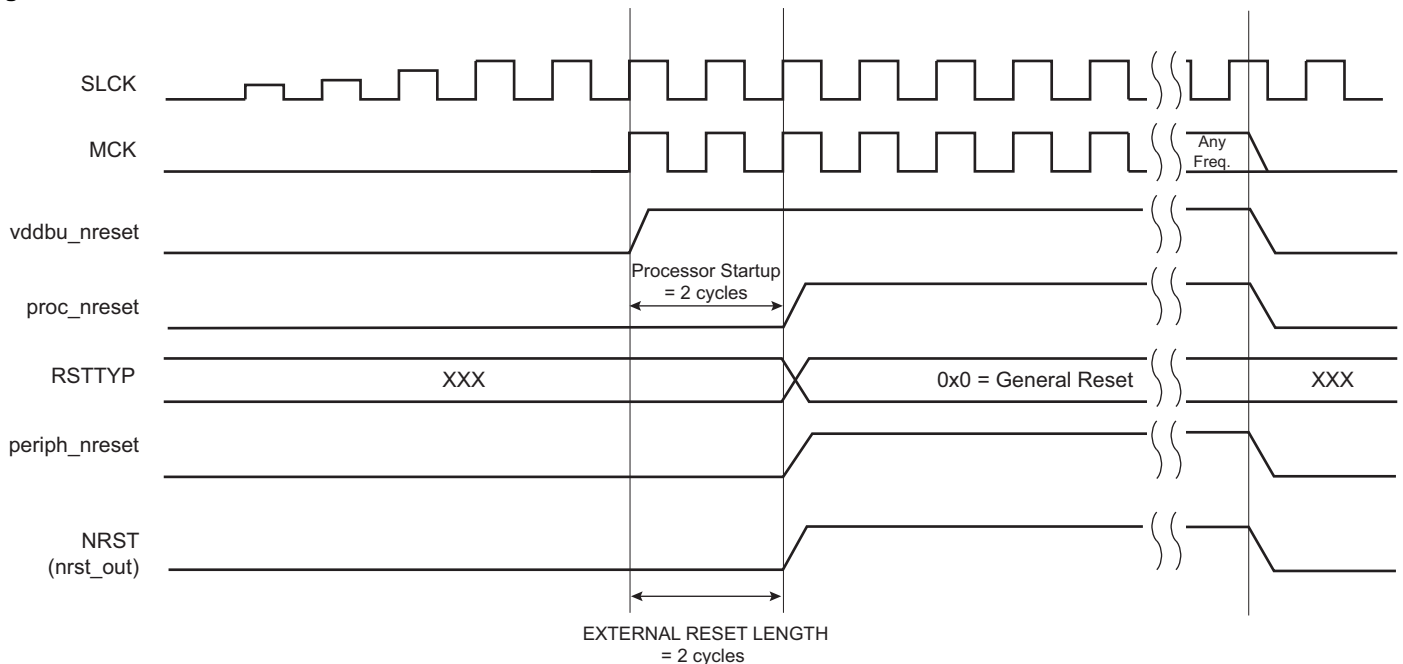 g
SLCK
MCK
Any
Freq.
vddbu_nreset
Processor Startup
= 2 cycles
proc_nreset
RSTTYP
XXX
0x0 = General Reset
XXX
periph_nreset
NRST
(nrst_out)
EXTERNAL RESET LENGTH
= 2 cycles